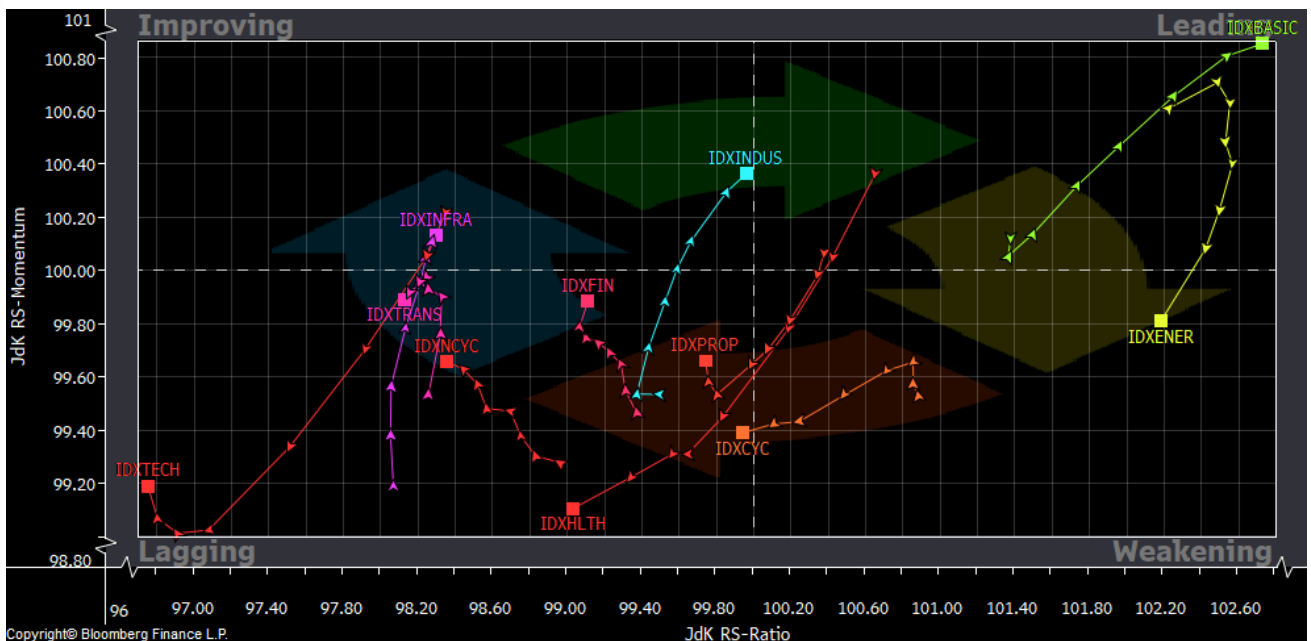 Improving
Leading
IDXBASIC
IDXINDUS
IDXINFRA
IDXTRANS
IDXFIN
IDXENER
IDXNCYC
IDXPROP
IDXCYC
IDXTECH
IDXHLTH
Lagging
Weakening
101
100.80
100.60
100.40
100.20
100.00
99.80
99.60
99.40
99.20
98.80
JdK RS-Momentum
96
97.00
97.40
97.80
98.20
98.60
99.00
99.40
99.80
100.20
100.60
101.00
101.40
101.80
102.20
102.60
JdK RS-Ratio
Copyright© Bloomberg Finance L.P.